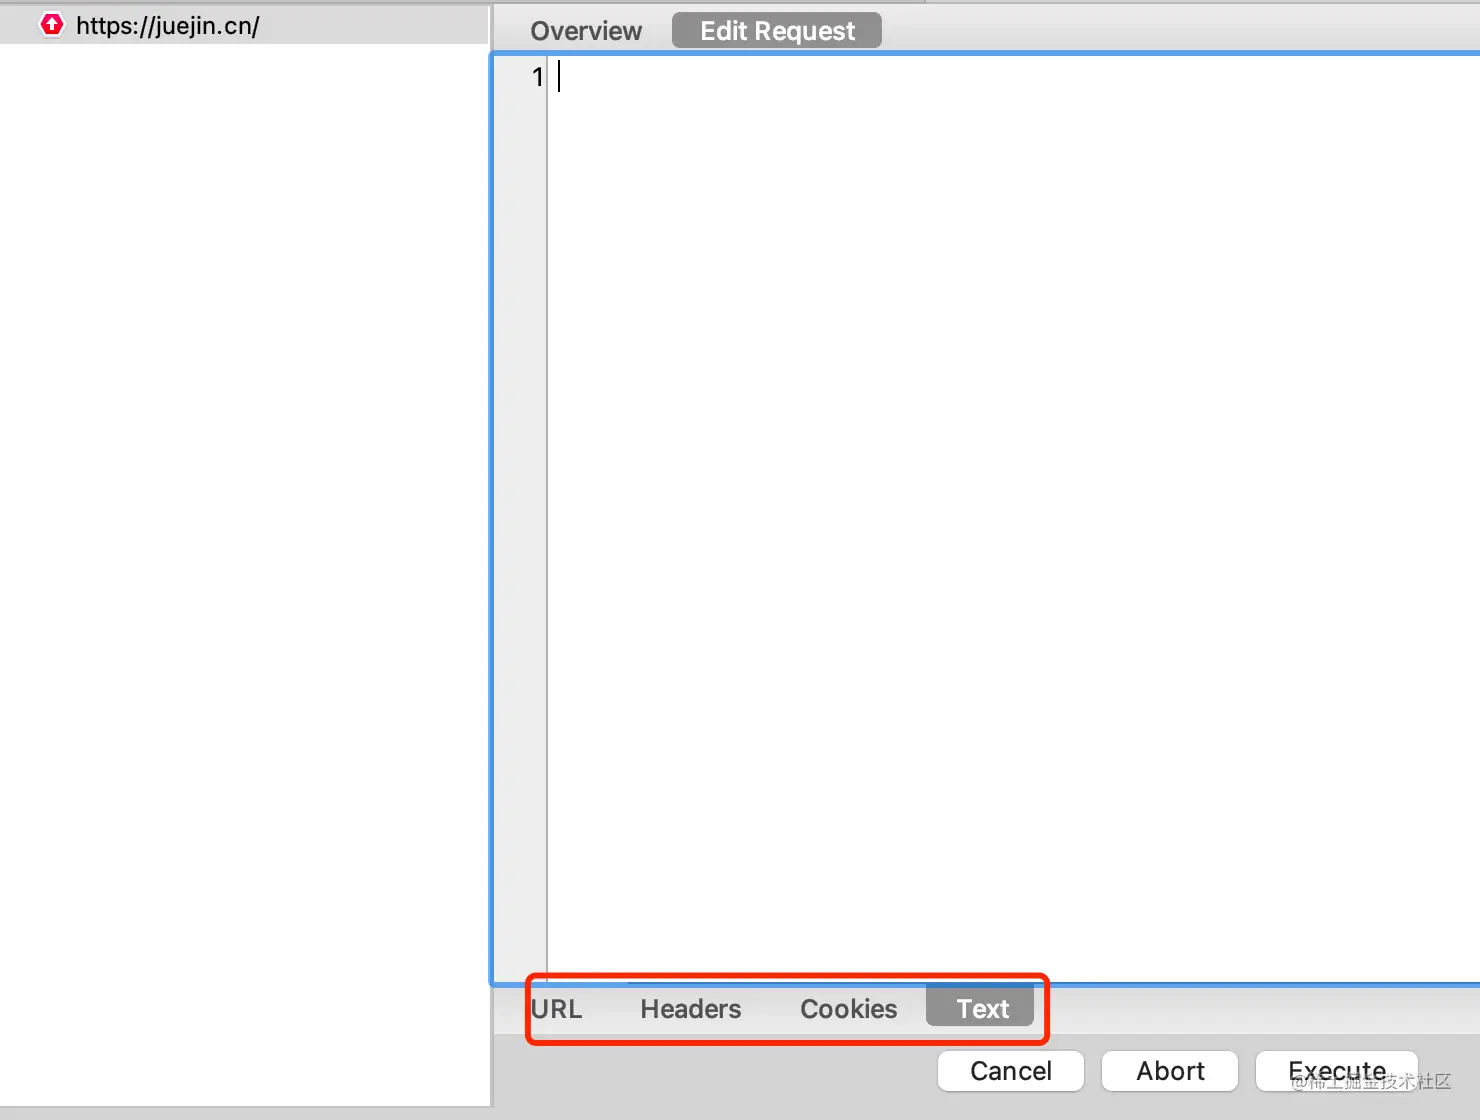 https://juejin.cn/
Overview Edit Request
1
URL Headers Cookies Text
Cancel Abort Execute
@稀土掘金技术社区